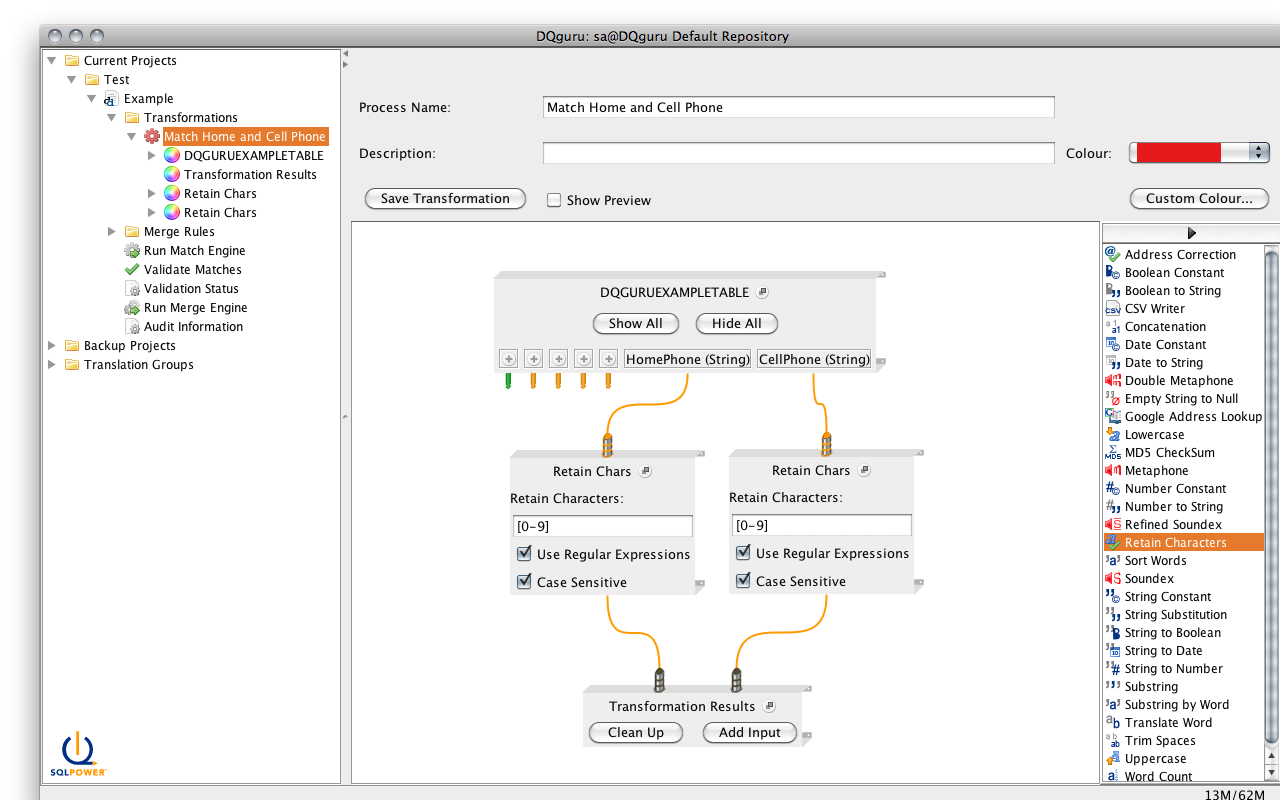 DQguru: sa@DQguru Default Repository
Current Projects
Test
Example
Transformations
Match Home and Cell Phone
DQGURUEXAMPLETABLE
Transformation Results
Retain Chars
Retain Chars
Merge Rules
Run Match Engine
Validate Matches
Validation Status
Run Merge Engine
Audit Information
Backup Projects
Translation Groups
SQLPOWER
Process Name: Match Home and Cell Phone
Description: Colour:
Save Transformation Show Preview Custom Colour...
DQGURUEXAMPLETABLE
Show All Hide All
HomePhone (String) CellPhone (String)
Retain Chars
Retain Characters:
[0-9]
Use Regular Expressions
Case Sensitive
Retain Chars
Retain Characters:
[0-9]
Use Regular Expressions
Case Sensitive
Transformation Results
Clean Up Add Input
Address Correction
Boolean Constant
Boolean to String
CSV Writer
Concatenation
Date Constant
Date to String
Double Metaphone
Empty String to Null
Google Address Lookup
Lowercase
MD5 CheckSum
Metaphone
Number Constant
Number to String
Refined Soundex
Retain Characters
Sort Words
Soundex
String Constant
String Substitution
String to Boolean
String to Date
String to Number
Substring
Substring by Word
Translate Word
Trim Spaces
Uppercase
Word Count
13M/62M